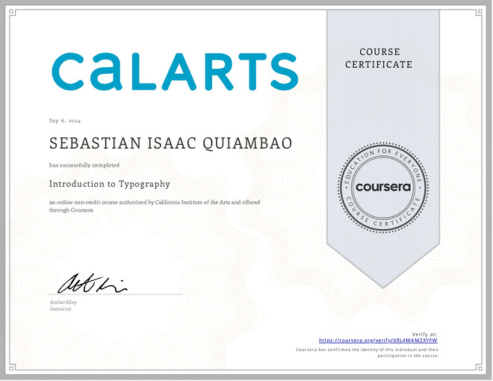 CALARTS
COURSE
CERTIFICATE
Sep 6, 2024
SEBASTIAN ISAAC QUIAMBAO
has successfully completed
Introduction to Typography
an online non-credit course authorized by California Institute of the Arts and offered
through Coursera
EDUCATION FOR EVERYONE
coursera
COURSE CERTIFICATE
Anther Kiley
Instructor
Verify at:
https://coursera.org/verify/XRL4MAMZXYFW
Coursera has confirmed the identity of this individual and their
participation in the course.